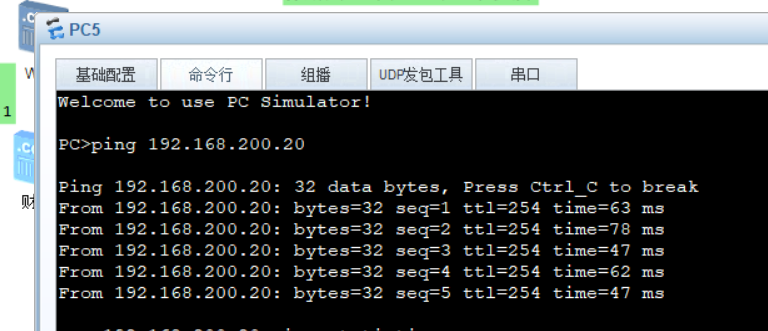 PC5
基础配置 命令行 组播 UDP发包工具 串口
Welcome to use PC Simulator!
PC>ping 192.168.200.20
Ping 192.168.200.20: 32 data bytes, Press Ctrl_C to break
From 192.168.200.20: bytes=32 seq=1 ttl=254 time=63 ms
From 192.168.200.20: bytes=32 seq=2 ttl=254 time=78 ms
From 192.168.200.20: bytes=32 seq=3 ttl=254 time=47 ms
From 192.168.200.20: bytes=32 seq=4 ttl=254 time=62 ms
From 192.168.200.20: bytes=32 seq=5 ttl=254 time=47 ms
1